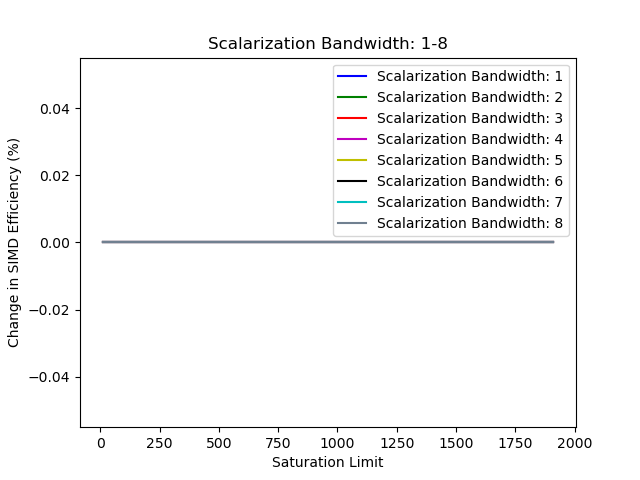 Scalarization Bandwidth: 1-8
Scalarization Bandwidth: 1
Scalarization Bandwidth: 2
Scalarization Bandwidth: 3
Scalarization Bandwidth: 4
Scalarization Bandwidth: 5
Scalarization Bandwidth: 6
Scalarization Bandwidth: 7
Scalarization Bandwidth: 8
Change in SIMD Efficiency (%)
0.04
0.02
0.00
−0.02
−0.04
0 250 500 750 1000 1250 1500 1750 2000
Saturation Limit